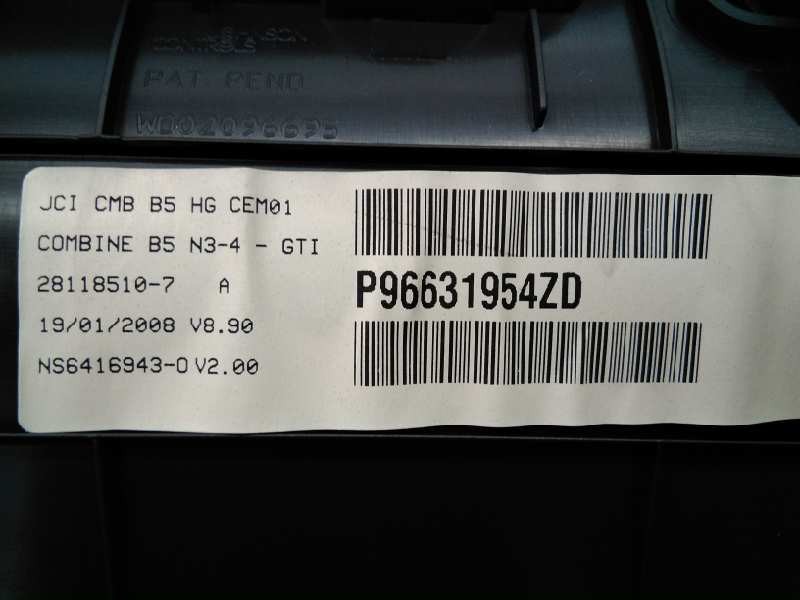 PAT. PEND
WO02096695
JCI CMB B5 HG CEM01
COMBINE B5 N3-4 - GTI
28118510-7 A
19/01/2008 V8.90
NS6416943-0 V2.00
P96631954ZD